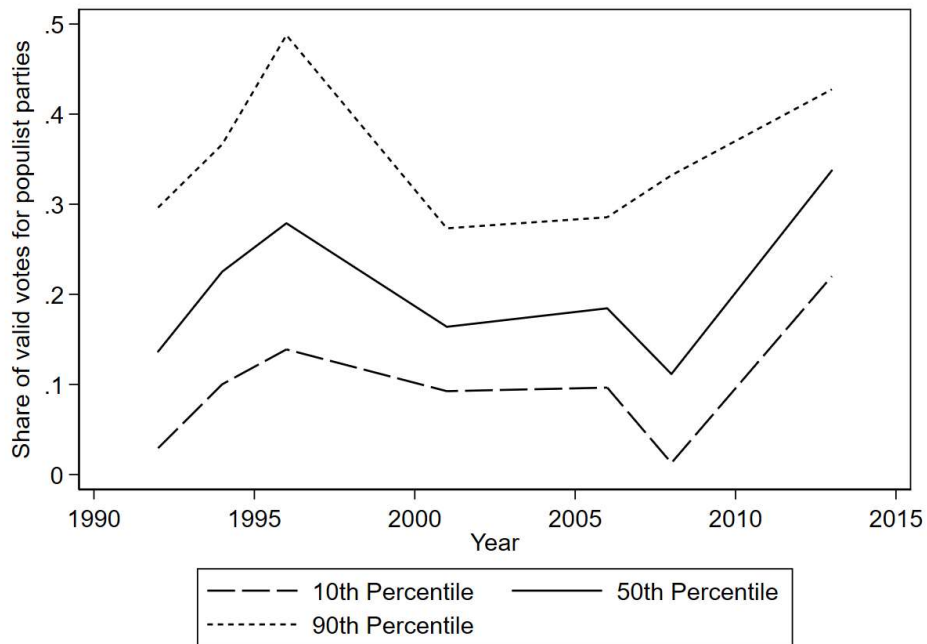 Share of valid votes for populist parties
.5
.4
.3
.2
.1
0
1990 1995 2000 2005 2010 2015
Year
10th Percentile 50th Percentile
90th Percentile